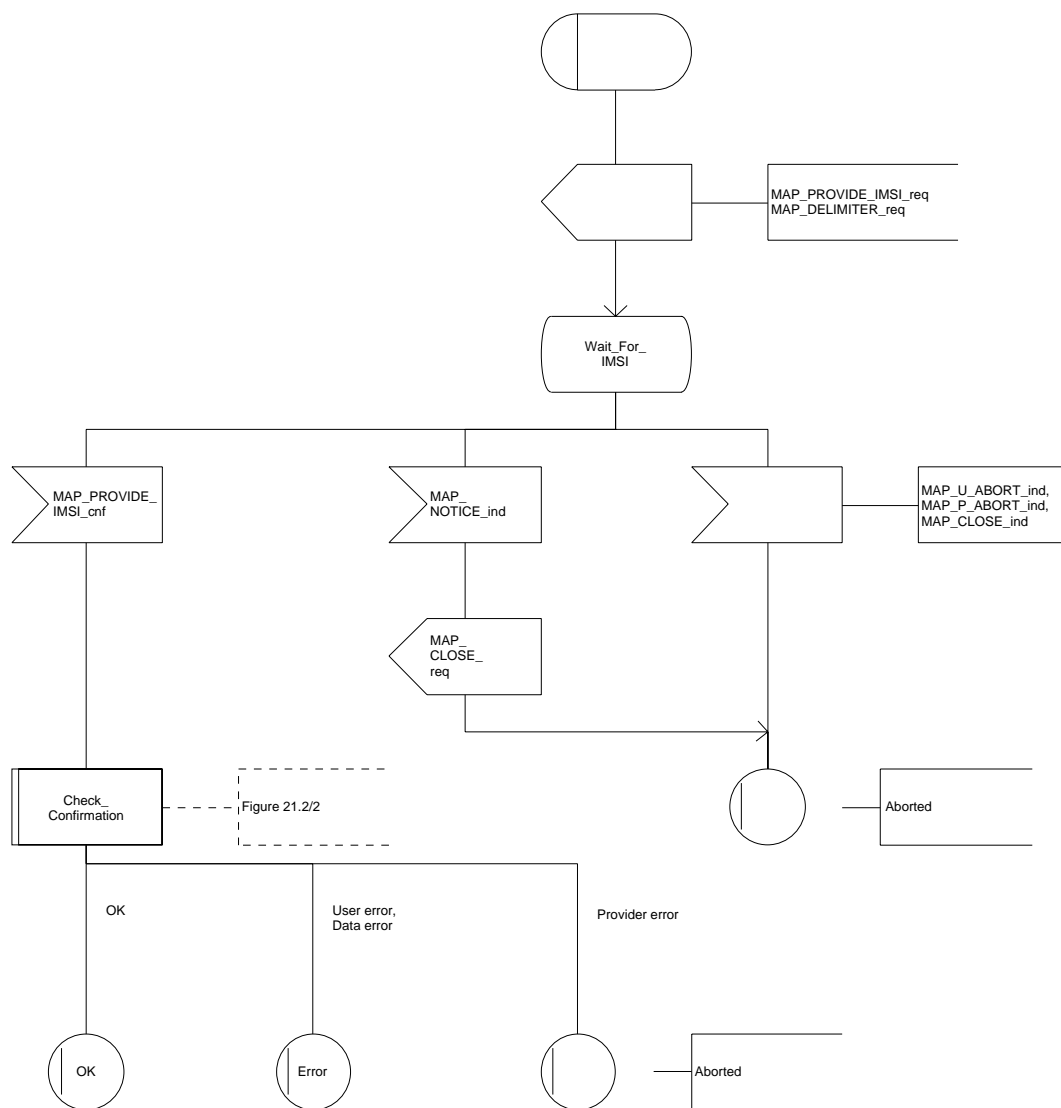 MAP_PROVIDE_IMSI_req
MAP_DELIMITER_req
Wait_For_
IMSI
MAP_PROVIDE_
IMSI_cnf
MAP_
NOTICE_ind
MAP_U_ABORT_ind,
MAP_P_ABORT_ind,
MAP_CLOSE_ind
MAP_
CLOSE_
req
Check_
Confirmation
Figure 21.2/2
Aborted
OK
User error,
Data error
Provider error
OK
Error
Aborted